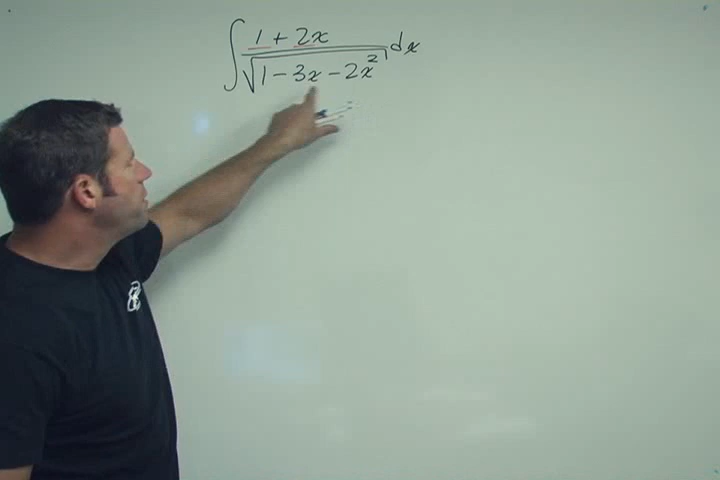 ∫ (1 + 2x) / √(1 - 3x - 2x²) dx